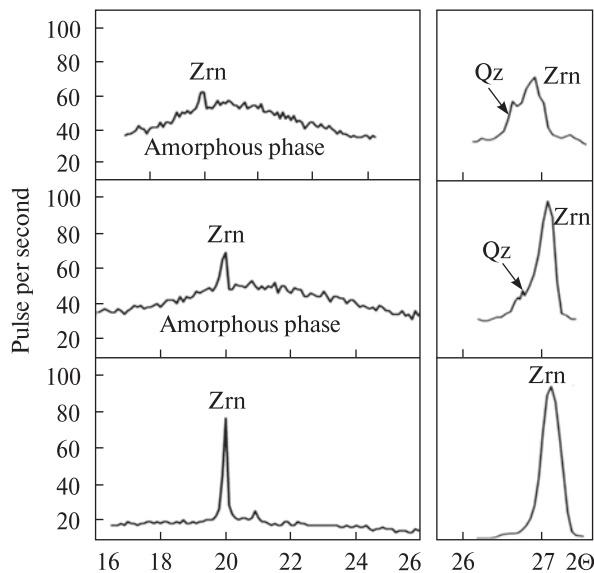 Pulse per second
100
80
60
40
20
Zrn
Amorphous phase
Qz
Zrn
100
80
60
40
20
Zrn
Amorphous phase
Qz
Zrn
100
80
60
40
20
Zrn
Zrn
16 18 20 22 24 26
26 27 2Θ